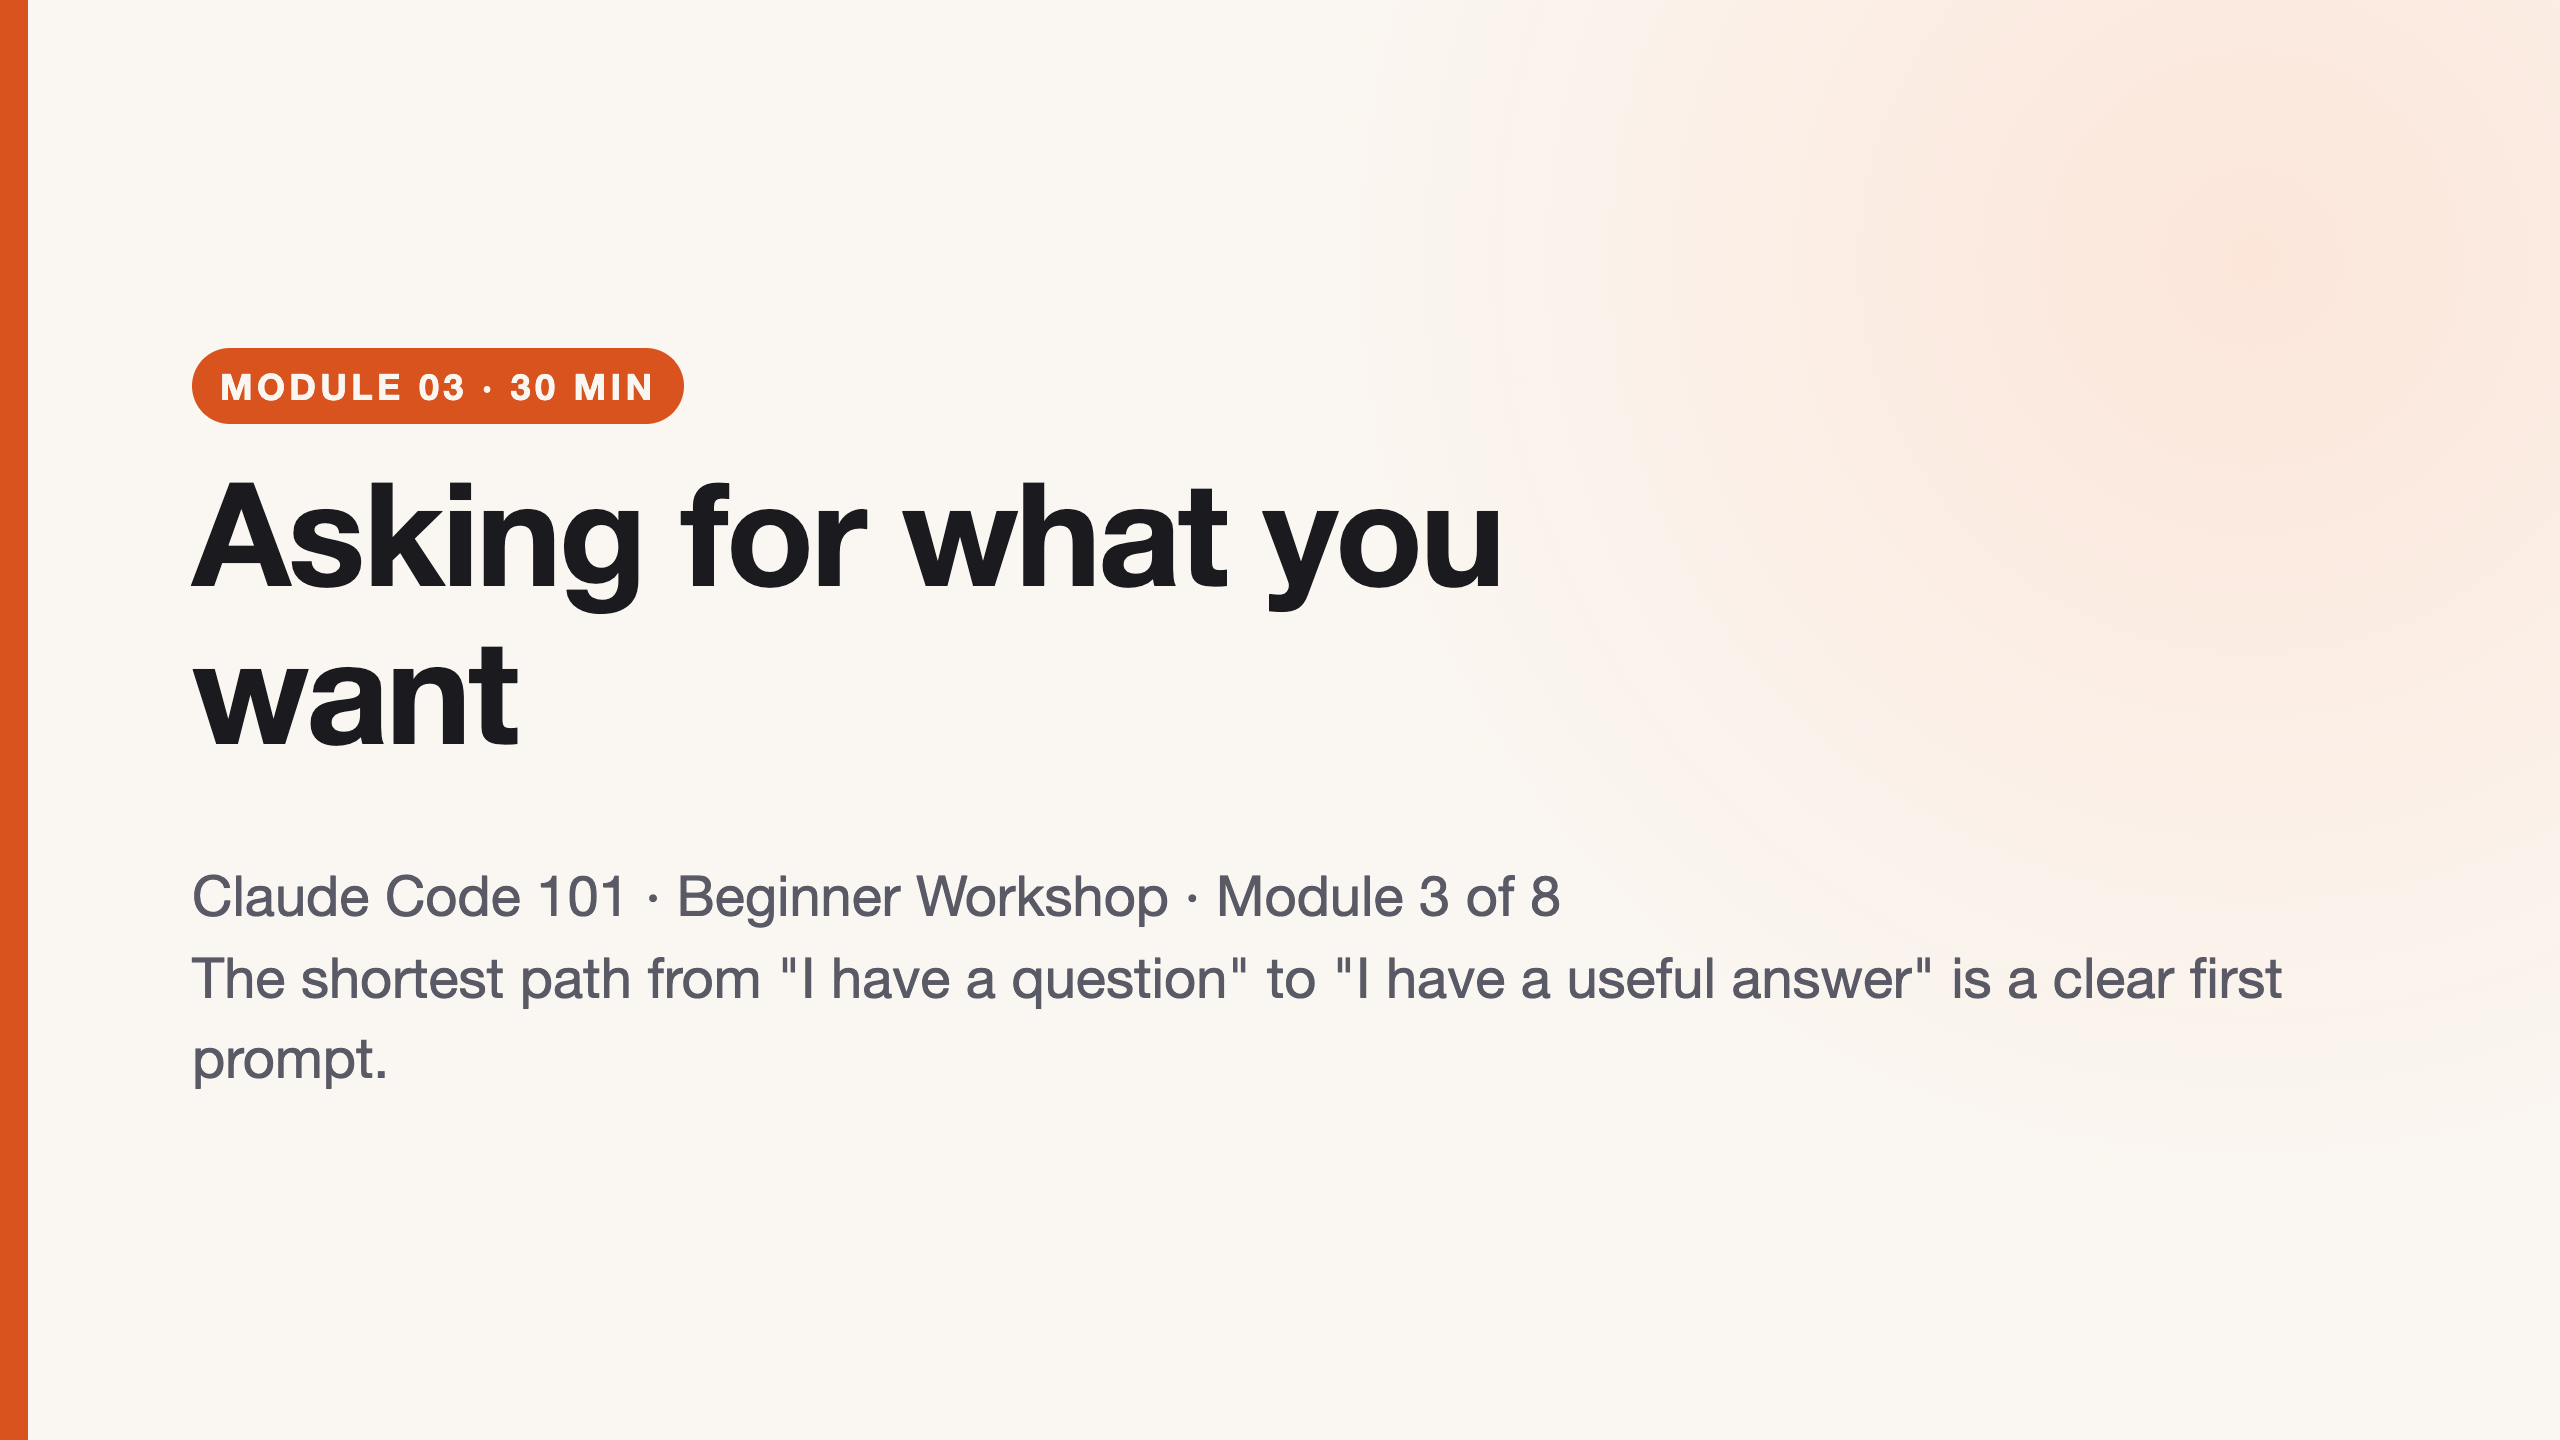 MODULE 03 · 30 MIN
Asking for what you
want
Claude Code 101 · Beginner Workshop · Module 3 of 8
The shortest path from "I have a question" to "I have a useful answer" is a clear first
prompt.